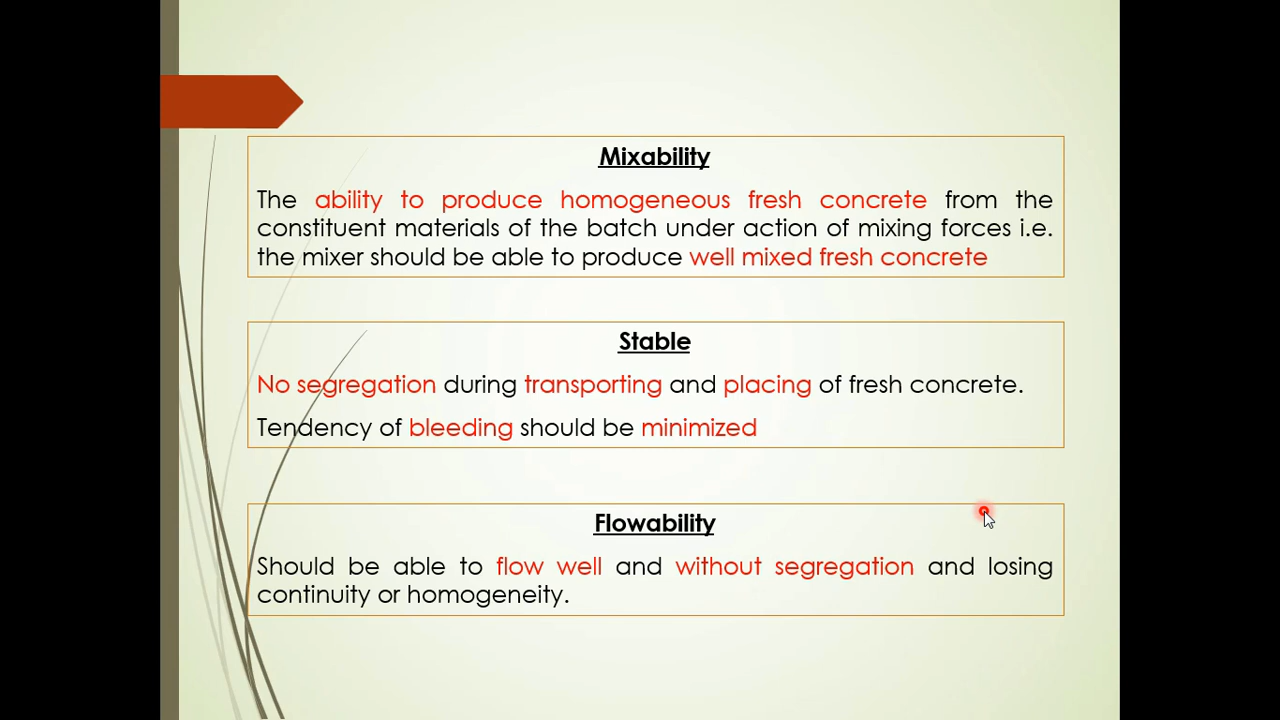 Mixability
The ability to produce homogeneous fresh concrete from the
constituent materials of the batch under action of mixing forces i.e.
the mixer should be able to produce well mixed fresh concrete
Stable
No segregation during transporting and placing of fresh concrete.
Tendency of bleeding should be minimized
Flowability
Should be able to flow well and without segregation and losing
continuity or homogeneity.